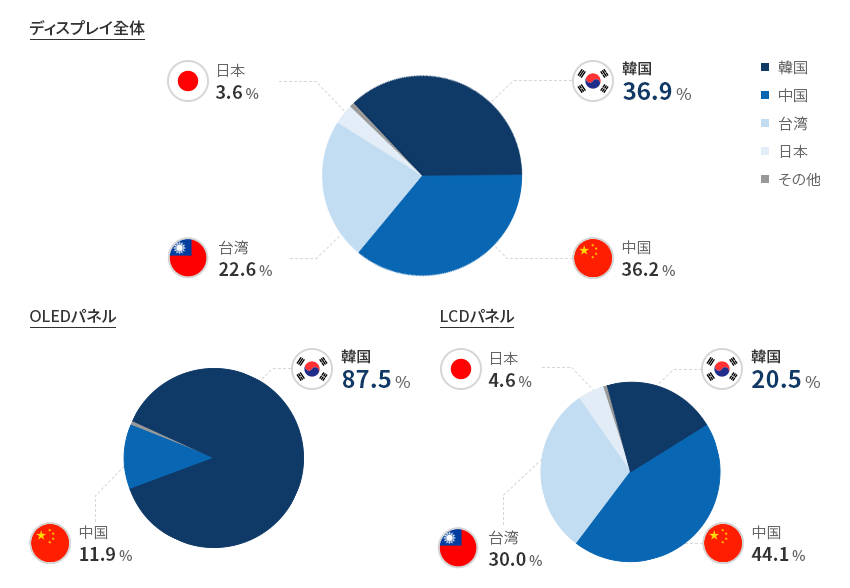 ディスプレイ全体
日本
3.6 %
韓国
36.9 %
韓国
中国
台湾
日本
その他
台湾
22.6 %
中国
36.2 %
OLEDパネル
韓国
87.5 %
中国
11.9 %
LCDパネル
日本
4.6 %
韓国
20.5 %
台湾
30.0 %
中国
44.1 %